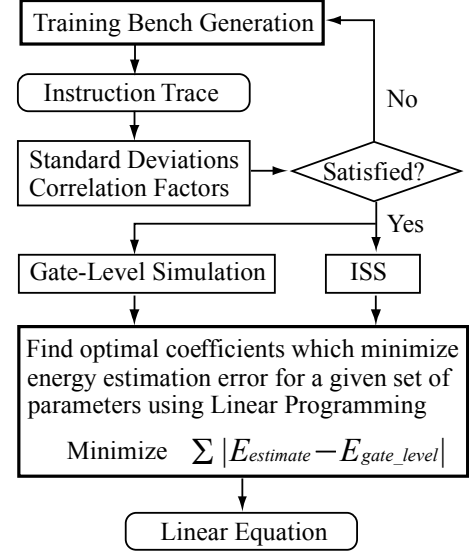 Training Bench Generation
No
Instruction Trace
Standard Deviations
Correlation Factors
Satisfied?
Yes
Gate-Level Simulation
ISS
Find optimal coefficients which minimize
energy estimation error for a given set of
parameters using Linear Programming
Minimize ∑ |Eestimate − Egate_level|
Linear Equation